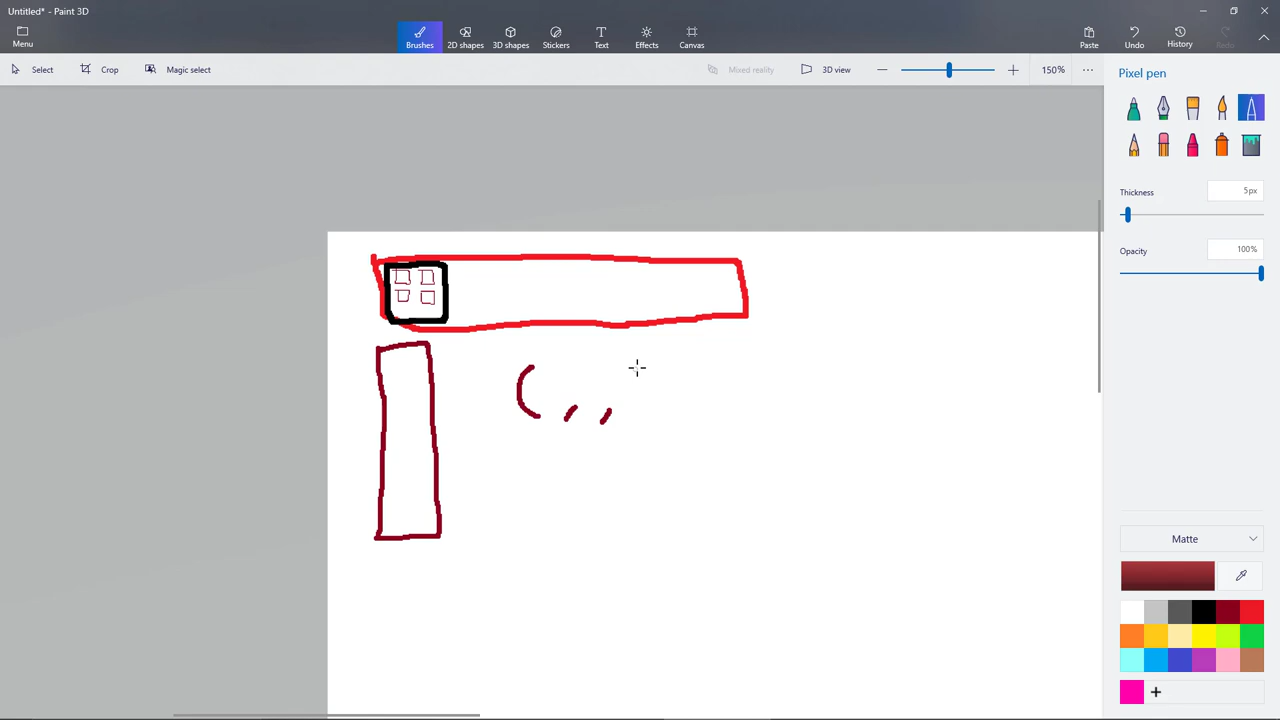 Untitled* - Paint 3D
Menu
Brushes
2D shapes
3D shapes
Stickers
Text
Effects
Canvas
Paste
Undo
History
Redo
Select
Crop
Magic select
Mixed reality
3D view
150%
Pixel pen
Thickness
5px
Opacity
100%
Matte
( , ,